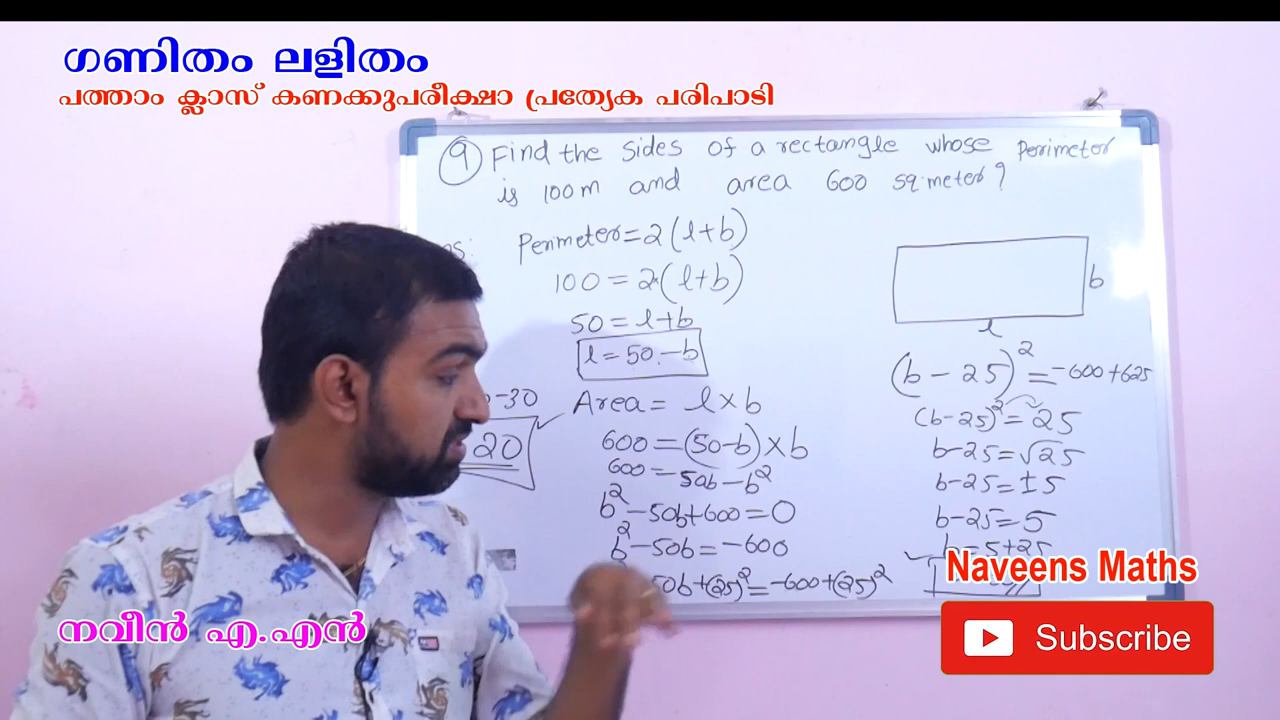 ഗണിതം ലളിതം
പത്താം ക്ലാസ് കണക്കുപരീക്ഷാ പ്രത്യേക പരിപാടി
9 Find the sides of a rectangle whose Perimeter
is 100m and area 600 sq.meter?
Perimeter = 2(l+b)
100 = 2(l+b)
50 = l+b
l = 50 - b
Area = l×b
600 = (50-b)×b
600 = 50b - b²
b² - 50b + 600 = 0
b² - 50b = -600
50b + (25)² = -600 + (25)²
-30
20
b
l
(b - 25)² = -600 + 625
(b-25)² = 25
b-25 = √25
b-25 = ±5
b-25 = 5
b = 5+25
Naveens Maths
Subscribe
നവീൻ എ.എൻ